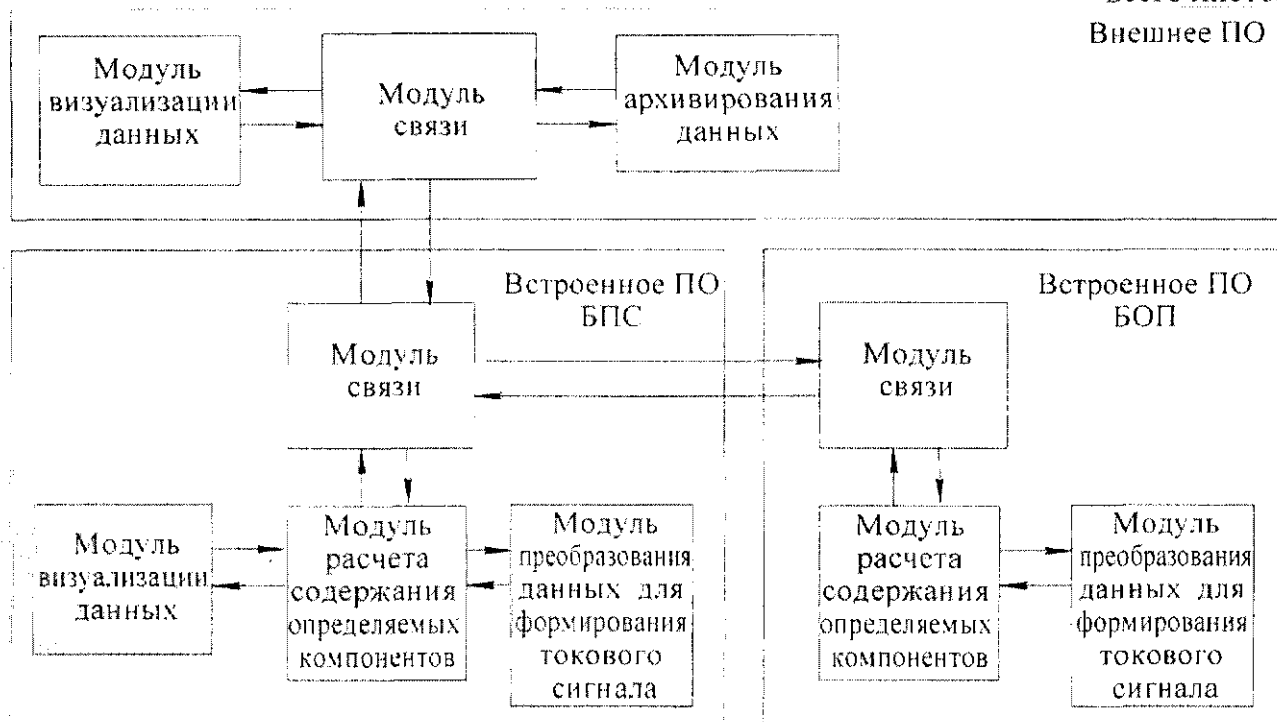 Внешнее ПО
Модуль
визуализации
данных
Модуль
связи
Модуль
архивирования
данных
Встроенное ПО
БПС
Модуль
связи
Модуль
визуализации
данных
Модуль
расчета
содержания
определяемых
компонентов
Модуль
преобразования
данных для
формирования
токового
сигнала
Встроенное ПО
БОП
Модуль
связи
Модуль
расчета
содержания
определяемых
компонентов
Модуль
преобразования
данных для
формирования
токового
сигнала